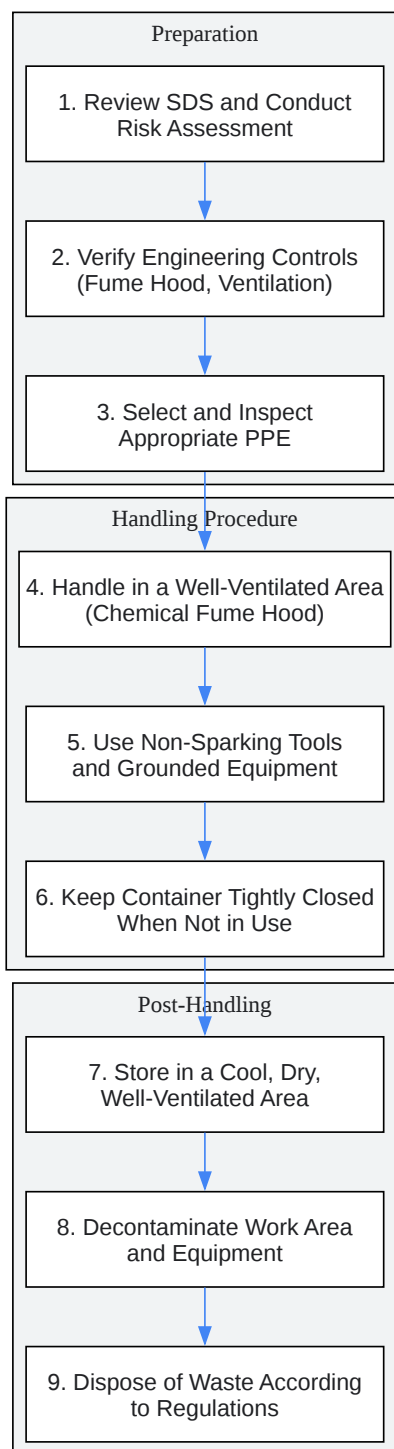 Preparation
1. Review SDS and Conduct
Risk Assessment
2. Verify Engineering Controls
(Fume Hood, Ventilation)
3. Select and Inspect
Appropriate PPE
Handling Procedure
4. Handle in a Well-Ventilated Area
(Chemical Fume Hood)
5. Use Non-Sparking Tools
and Grounded Equipment
6. Keep Container Tightly Closed
When Not in Use
Post-Handling
7. Store in a Cool, Dry,
Well-Ventilated Area
8. Decontaminate Work Area
and Equipment
9. Dispose of Waste According
to Regulations